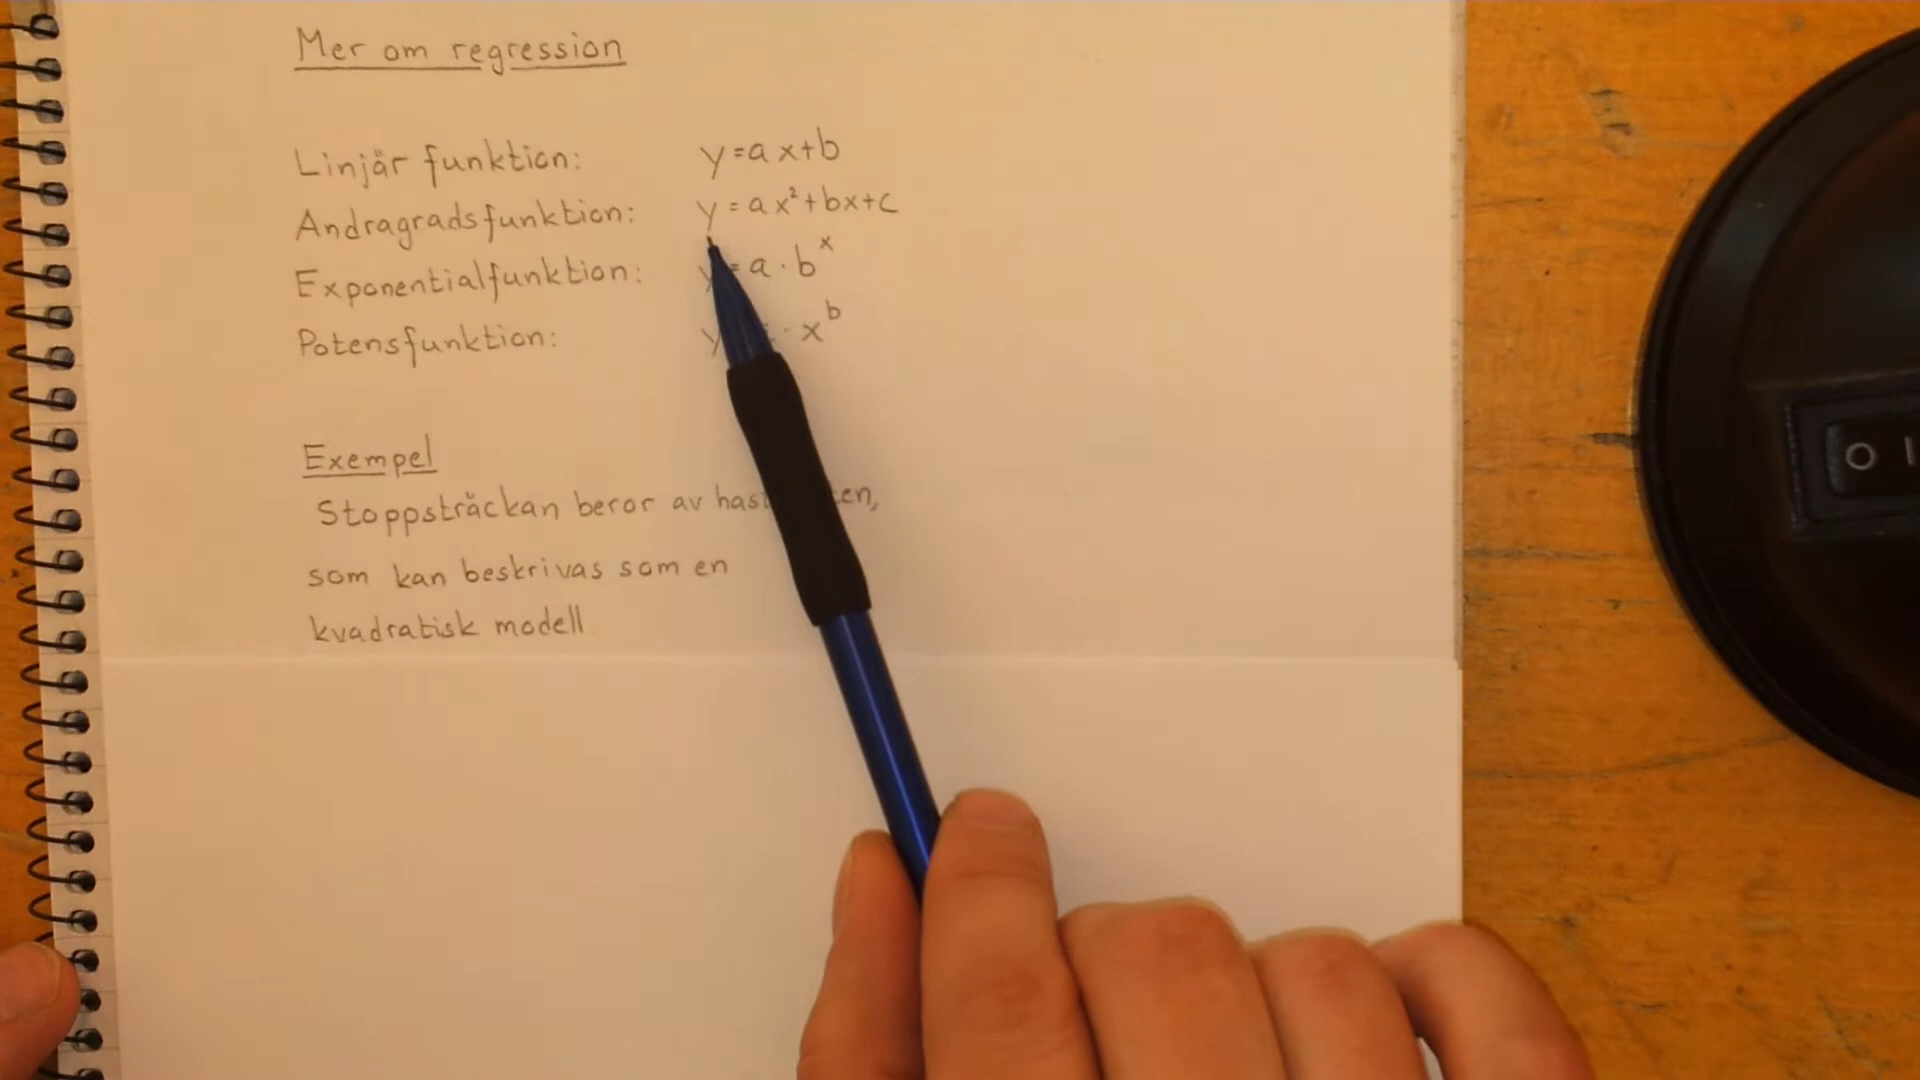 Mer om regression
Linjär funktion: y = ax+b
Andragradsfunktion: y = ax²+bx+c
Exponentialfunktion: y = a · b^x
Potensfunktion: y · x^b
Exempel
Stoppsträckan beror av
som kan beskrivas som en
kvadratisk modell
O I